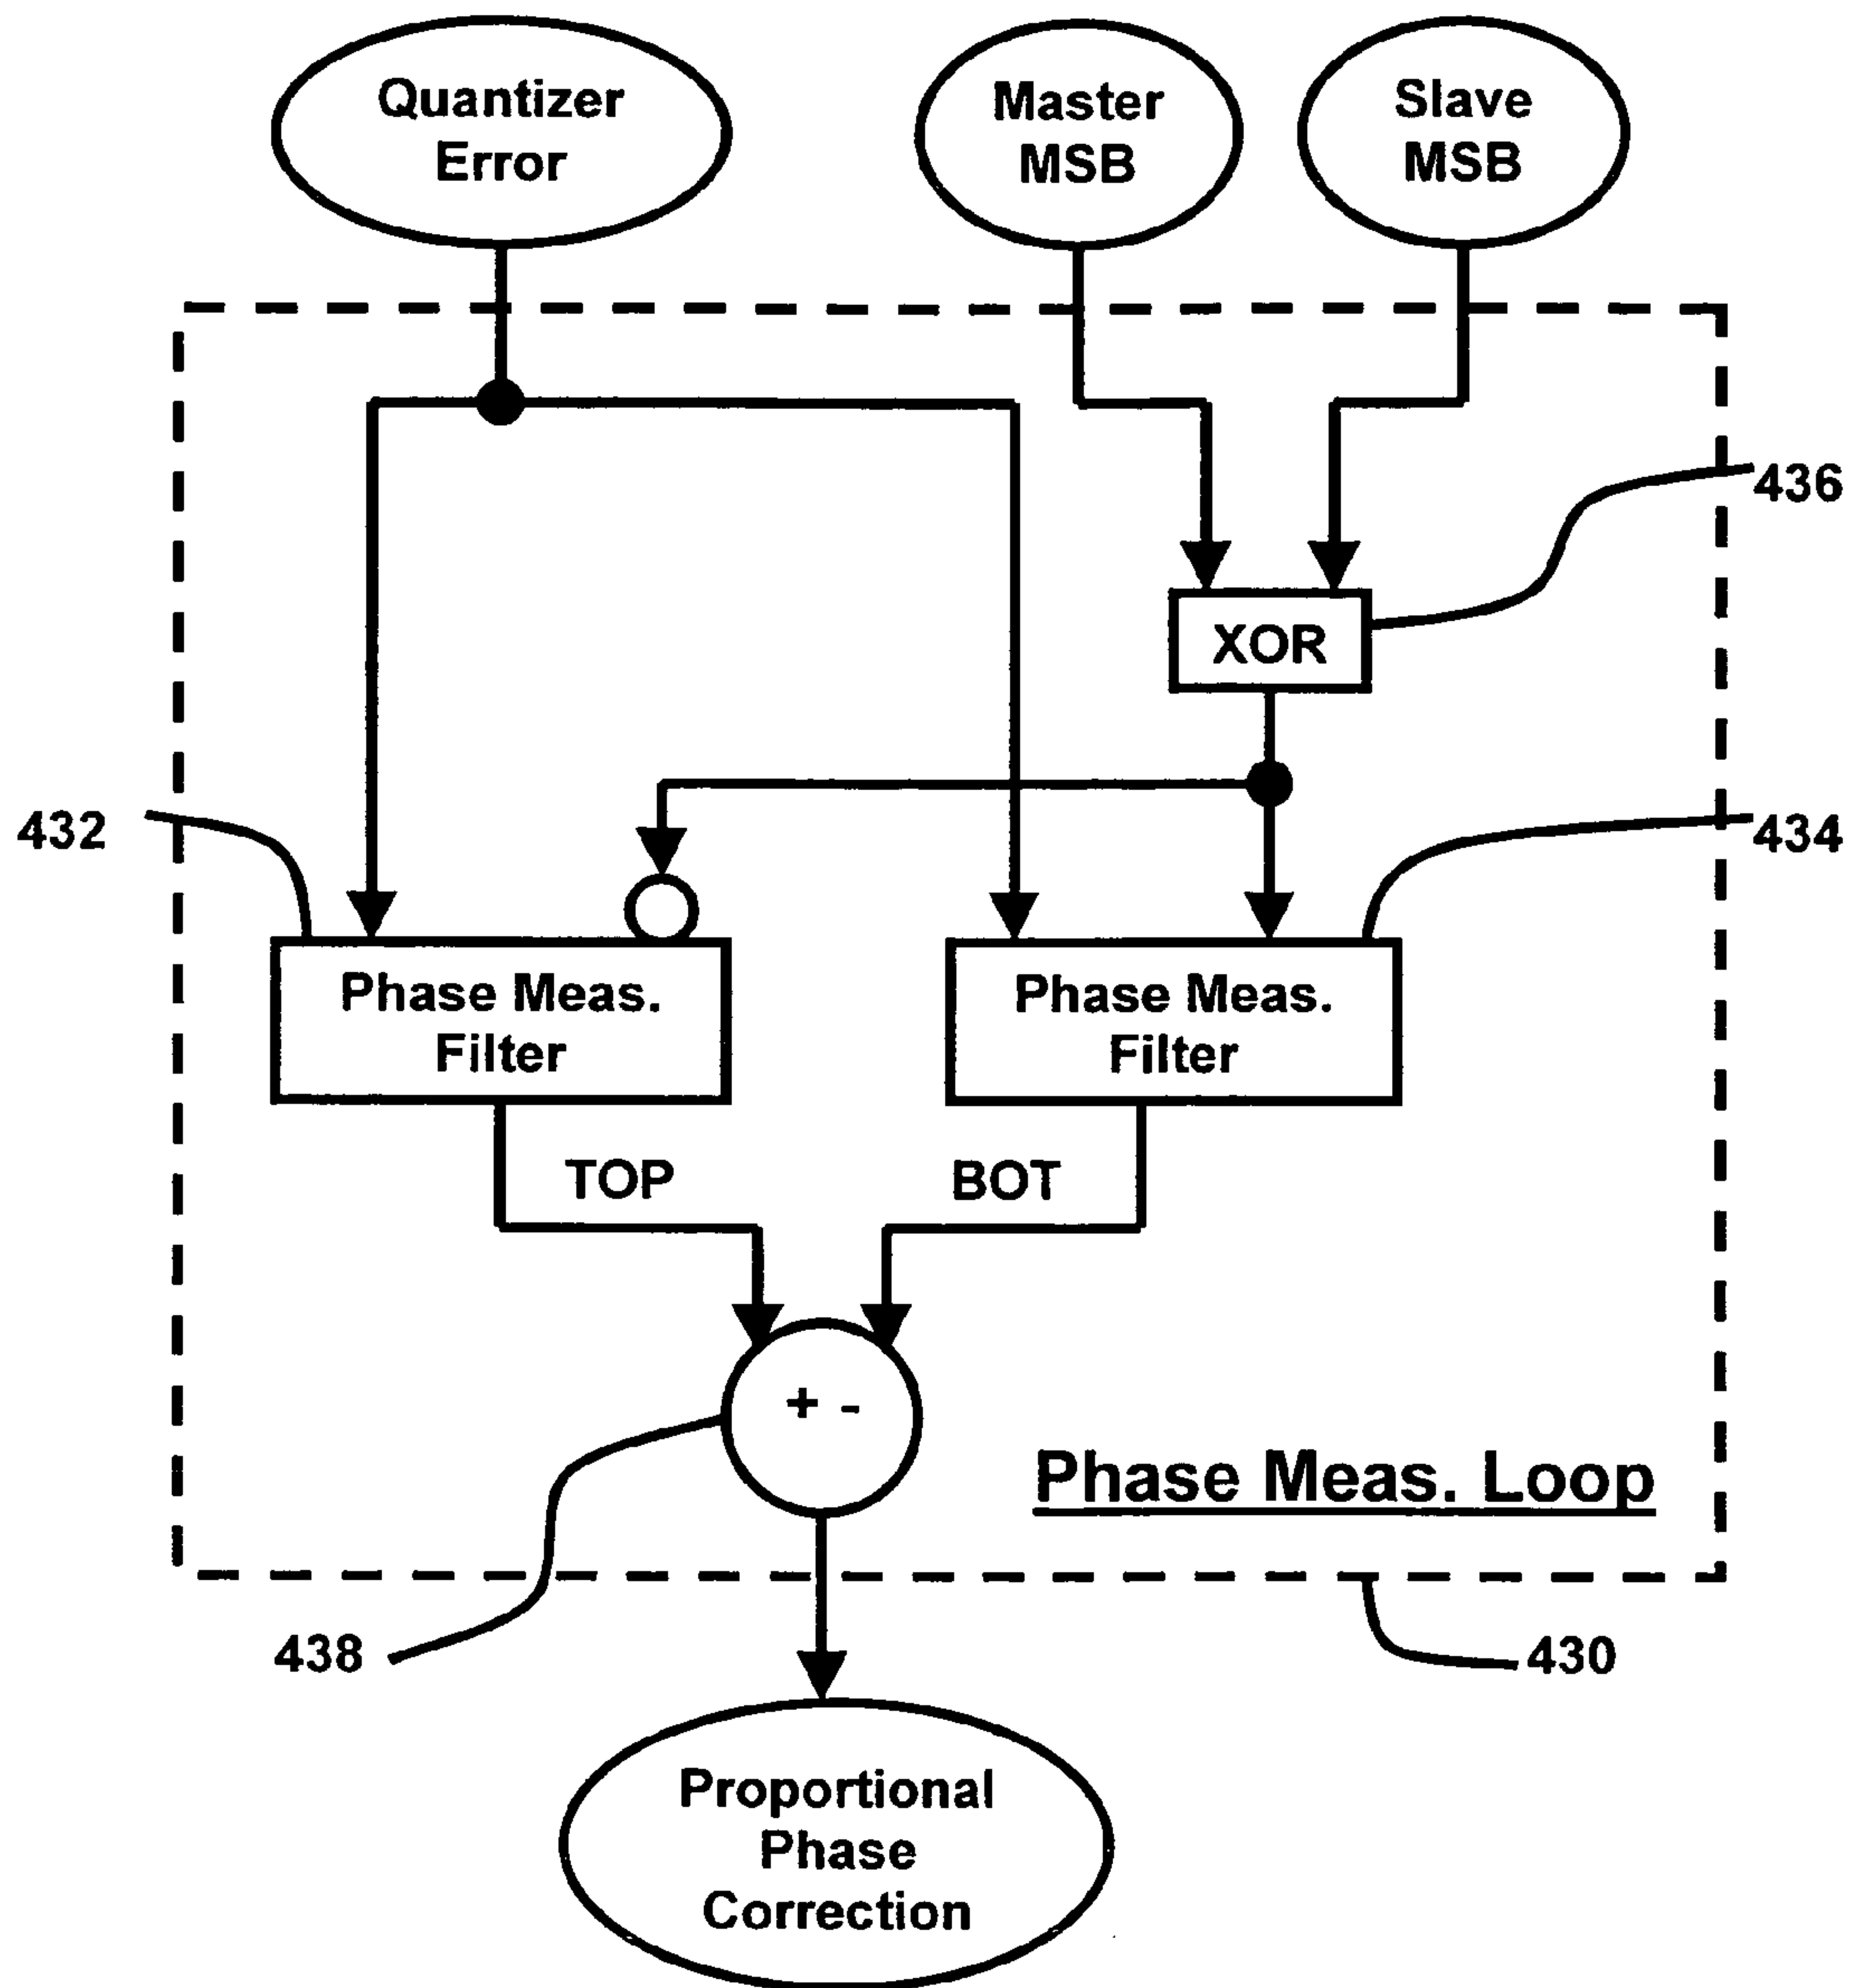 Quantizer
Error
Master
MSB
Slave
MSB
436
XOR
432
434
Phase Meas.
Filter
Phase Meas.
Filter
TOP
BOT
+ -
Phase Meas. Loop
438
430
Proportional
Phase
Correction